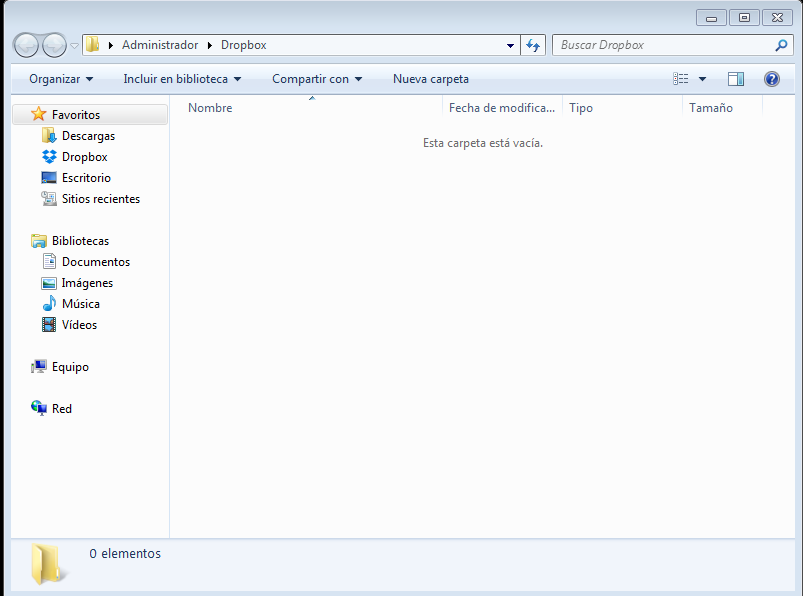 Administrador Dropbox
Buscar Dropbox
Organizar Incluir en biblioteca Compartir con Nueva carpeta
Nombre Fecha de modifica... Tipo Tamaño
Esta carpeta está vacía.
Favoritos
Descargas
Dropbox
Escritorio
Sitios recientes
Bibliotecas
Documentos
Imágenes
Música
Vídeos
Equipo
Red
0 elementos